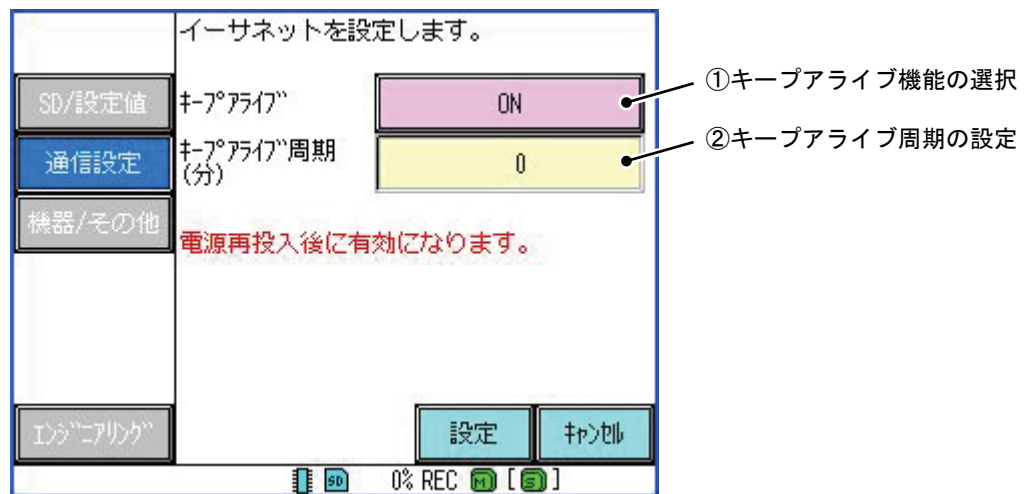 イーサネットを設定します。
SD/設定値
ｷｰﾌﾟｱﾗｲﾌﾞ
ON
①キープアライブ機能の選択
通信設定
ｷｰﾌﾟｱﾗｲﾌﾞ周期
(分)
0
②キープアライブ周期の設定
機器/その他
電源再投入後に有効になります。
ｴﾝｼﾞﾆｱﾘﾝｸﾞ
設定
ｷｬﾝｾﾙ
SD 0% REC M [S]